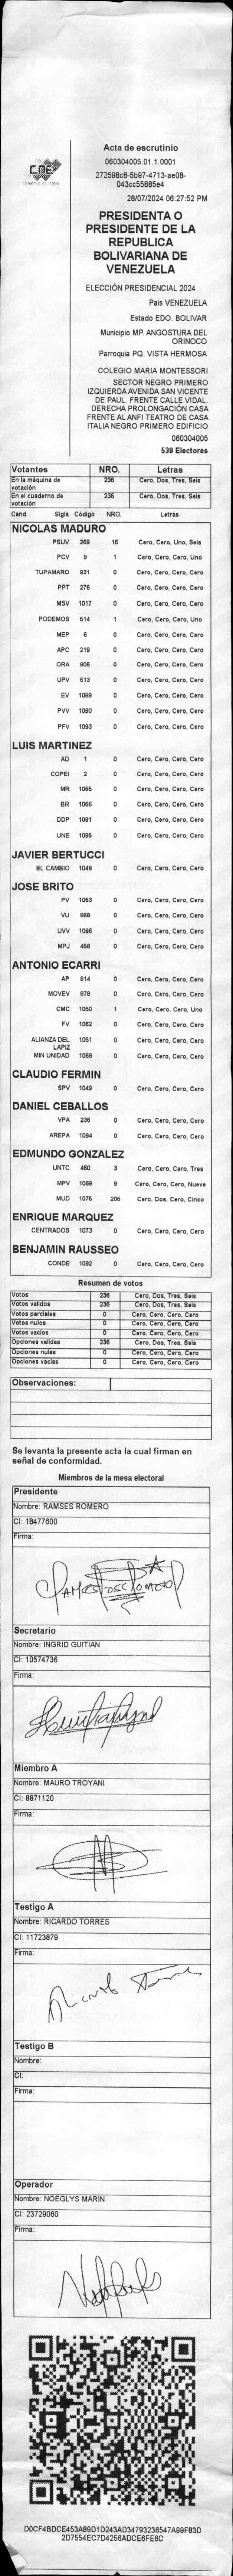 CNE
Acta de escrutinio
060304005.01.1.0001
272598c8-5b97-4713-ae08-
043cc55885e4
28/07/2024 06:27:52 PM
PRESIDENTA O
PRESIDENTE DE LA
REPUBLICA
BOLIVARIANA DE
VENEZUELA
ELECCIÓN PRESIDENCIAL 2024
Pais VENEZUELA
Estado EDO. BOLIVAR
Municipio MP. ANGOSTURA DEL
ORINOCO
Parroquia PQ. VISTA HERMOSA
COLEGIO MARIA MONTESSORI
SECTOR NEGRO PRIMERO
IZQUIERDA AVENIDA SAN VICENTE
DE PAUL. FRENTE CALLE VIDAL.
DERECHA PROLONGACIÓN CASA
FRENTE AL ANFI TEATRO DE CASA
ITALIA NEGRO PRIMERO EDIFICIO
060304005
539 Electores
Votantes NRO. Letras
En la máquina de votación 236 Cero, Dos, Tres, Seis
En el cuaderno de votación 236 Cero, Dos, Tres, Seis
Cand. Sigla Código NRO. Letras
NICOLAS MADURO
PSUV 269 16 Cero, Cero, Uno, Seis
PCV 9 1 Cero, Cero, Cero, Uno
TUPAMARO 931 0 Cero, Cero, Cero, Cero
PPT 276 0 Cero, Cero, Cero, Cero
MSV 1017 0 Cero, Cero, Cero, Cero
PODEMOS 514 1 Cero, Cero, Cero, Uno
MEP 6 0 Cero, Cero, Cero, Cero
APC 219 0 Cero, Cero, Cero, Cero
ORA 906 0 Cero, Cero, Cero, Cero
UPV 513 0 Cero, Cero, Cero, Cero
EV 1089 0 Cero, Cero, Cero, Cero
PVV 1090 0 Cero, Cero, Cero, Cero
PFV 1093 0 Cero, Cero, Cero, Cero
LUIS MARTINEZ
AD 1 0 Cero, Cero, Cero, Cero
COPEI 2 0 Cero, Cero, Cero, Cero
MR 1065 0 Cero, Cero, Cero, Cero
BR 1066 0 Cero, Cero, Cero, Cero
DDP 1091 0 Cero, Cero, Cero, Cero
UNE 1095 0 Cero, Cero, Cero, Cero
JAVIER BERTUCCI
EL CAMBIO 1048 0 Cero, Cero, Cero, Cero
JOSE BRITO
PV 1053 0 Cero, Cero, Cero, Cero
VU 969 0 Cero, Cero, Cero, Cero
UVV 1096 0 Cero, Cero, Cero, Cero
MPJ 458 0 Cero, Cero, Cero, Cero
ANTONIO ECARRI
AP 814 0 Cero, Cero, Cero, Cero
MOVEV 878 0 Cero, Cero, Cero, Cero
CMC 1050 1 Cero, Cero, Cero, Uno
FV 1062 0 Cero, Cero, Cero, Cero
ALIANZA DEL LAPIZ 1051 0 Cero, Cero, Cero, Cero
MIN UNIDAD 1068 0 Cero, Cero, Cero, Cero
CLAUDIO FERMIN
SPV 1049 0 Cero, Cero, Cero, Cero
DANIEL CEBALLOS
VPA 236 0 Cero, Cero, Cero, Cero
AREPA 1094 0 Cero, Cero, Cero, Cero
EDMUNDO GONZALEZ
UNTC 460 3 Cero, Cero, Cero, Tres
MPV 1069 9 Cero, Cero, Cero, Nueve
MUD 1075 205 Cero, Dos, Cero, Cinco
ENRIQUE MARQUEZ
CENTRADOS 1073 0 Cero, Cero, Cero, Cero
BENJAMIN RAUSSEO
CONDE 1092 0 Cero, Cero, Cero, Cero
Resumen de votos
Votos 236 Cero, Dos, Tres, Seis
Votos validos 236 Cero, Dos, Tres, Seis
Votos parciales 0 Cero, Cero, Cero, Cero
Votos nulos 0 Cero, Cero, Cero, Cero
Votos vacios 0 Cero, Cero, Cero, Cero
Opciones validas 236 Cero, Dos, Tres, Seis
Opciones nulas 0 Cero, Cero, Cero, Cero
Opciones vacias 0 Cero, Cero, Cero, Cero
Observaciones:
Se levanta la presente acta la cual firman en
señal de conformidad.
Miembros de la mesa electoral
Presidente
Nombre: RAMSES ROMERO
CI: 18477600
Firma:
Secretario
Nombre: INGRID GUITIAN
CI: 10574736
Firma:
Miembro A
Nombre: MAURO TROYANI
CI: 8871120
Firma:
Testigo A
Nombre: RICARDO TORRES
CI: 11723879
Firma:
Testigo B
Nombre:
CI:
Firma:
Operador
Nombre: NOEGLYS MARIN
CI: 23729060
Firma:
D0CF4BDCE453A89D1D243AD34793236547A99F83D
2D7554EC7D4256ADCE6FE6C